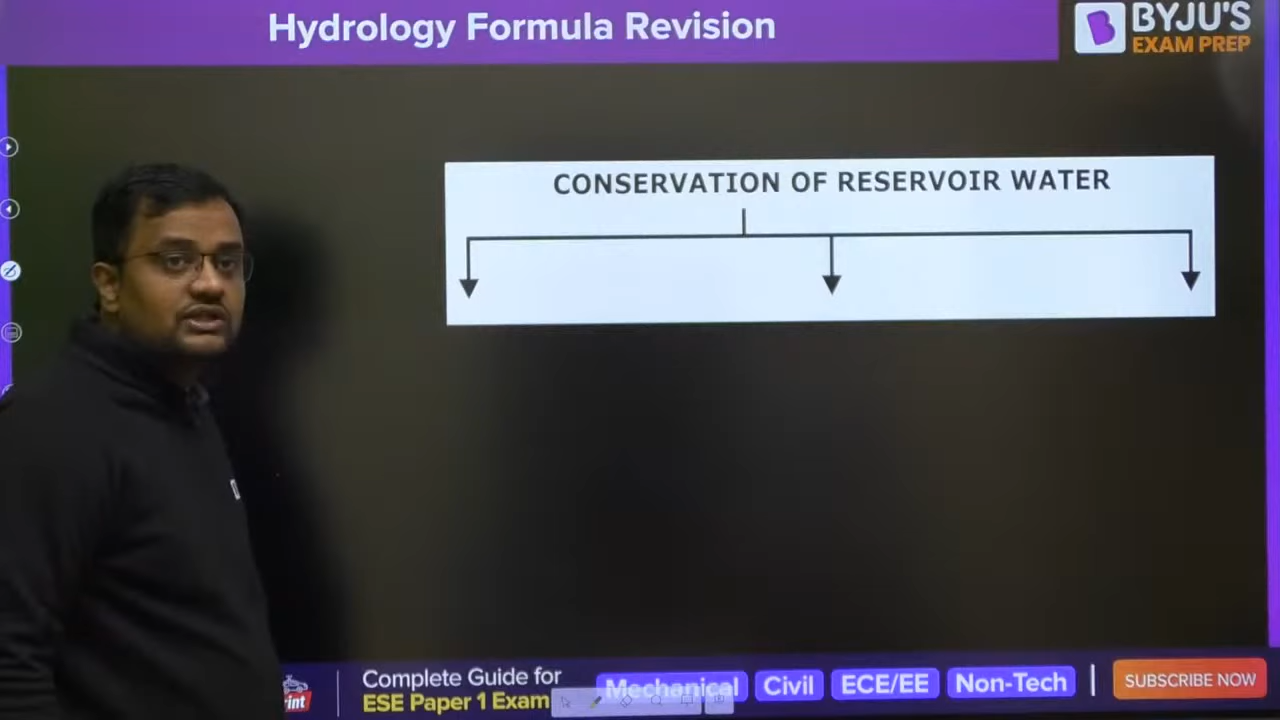 Hydrology Formula Revision
BYJU'S
EXAM PREP
CONSERVATION OF RESERVOIR WATER
Complete Guide for
ESE Paper 1 Exam
Mechanical
Civil
ECE/EE
Non-Tech
SUBSCRIBE NOW